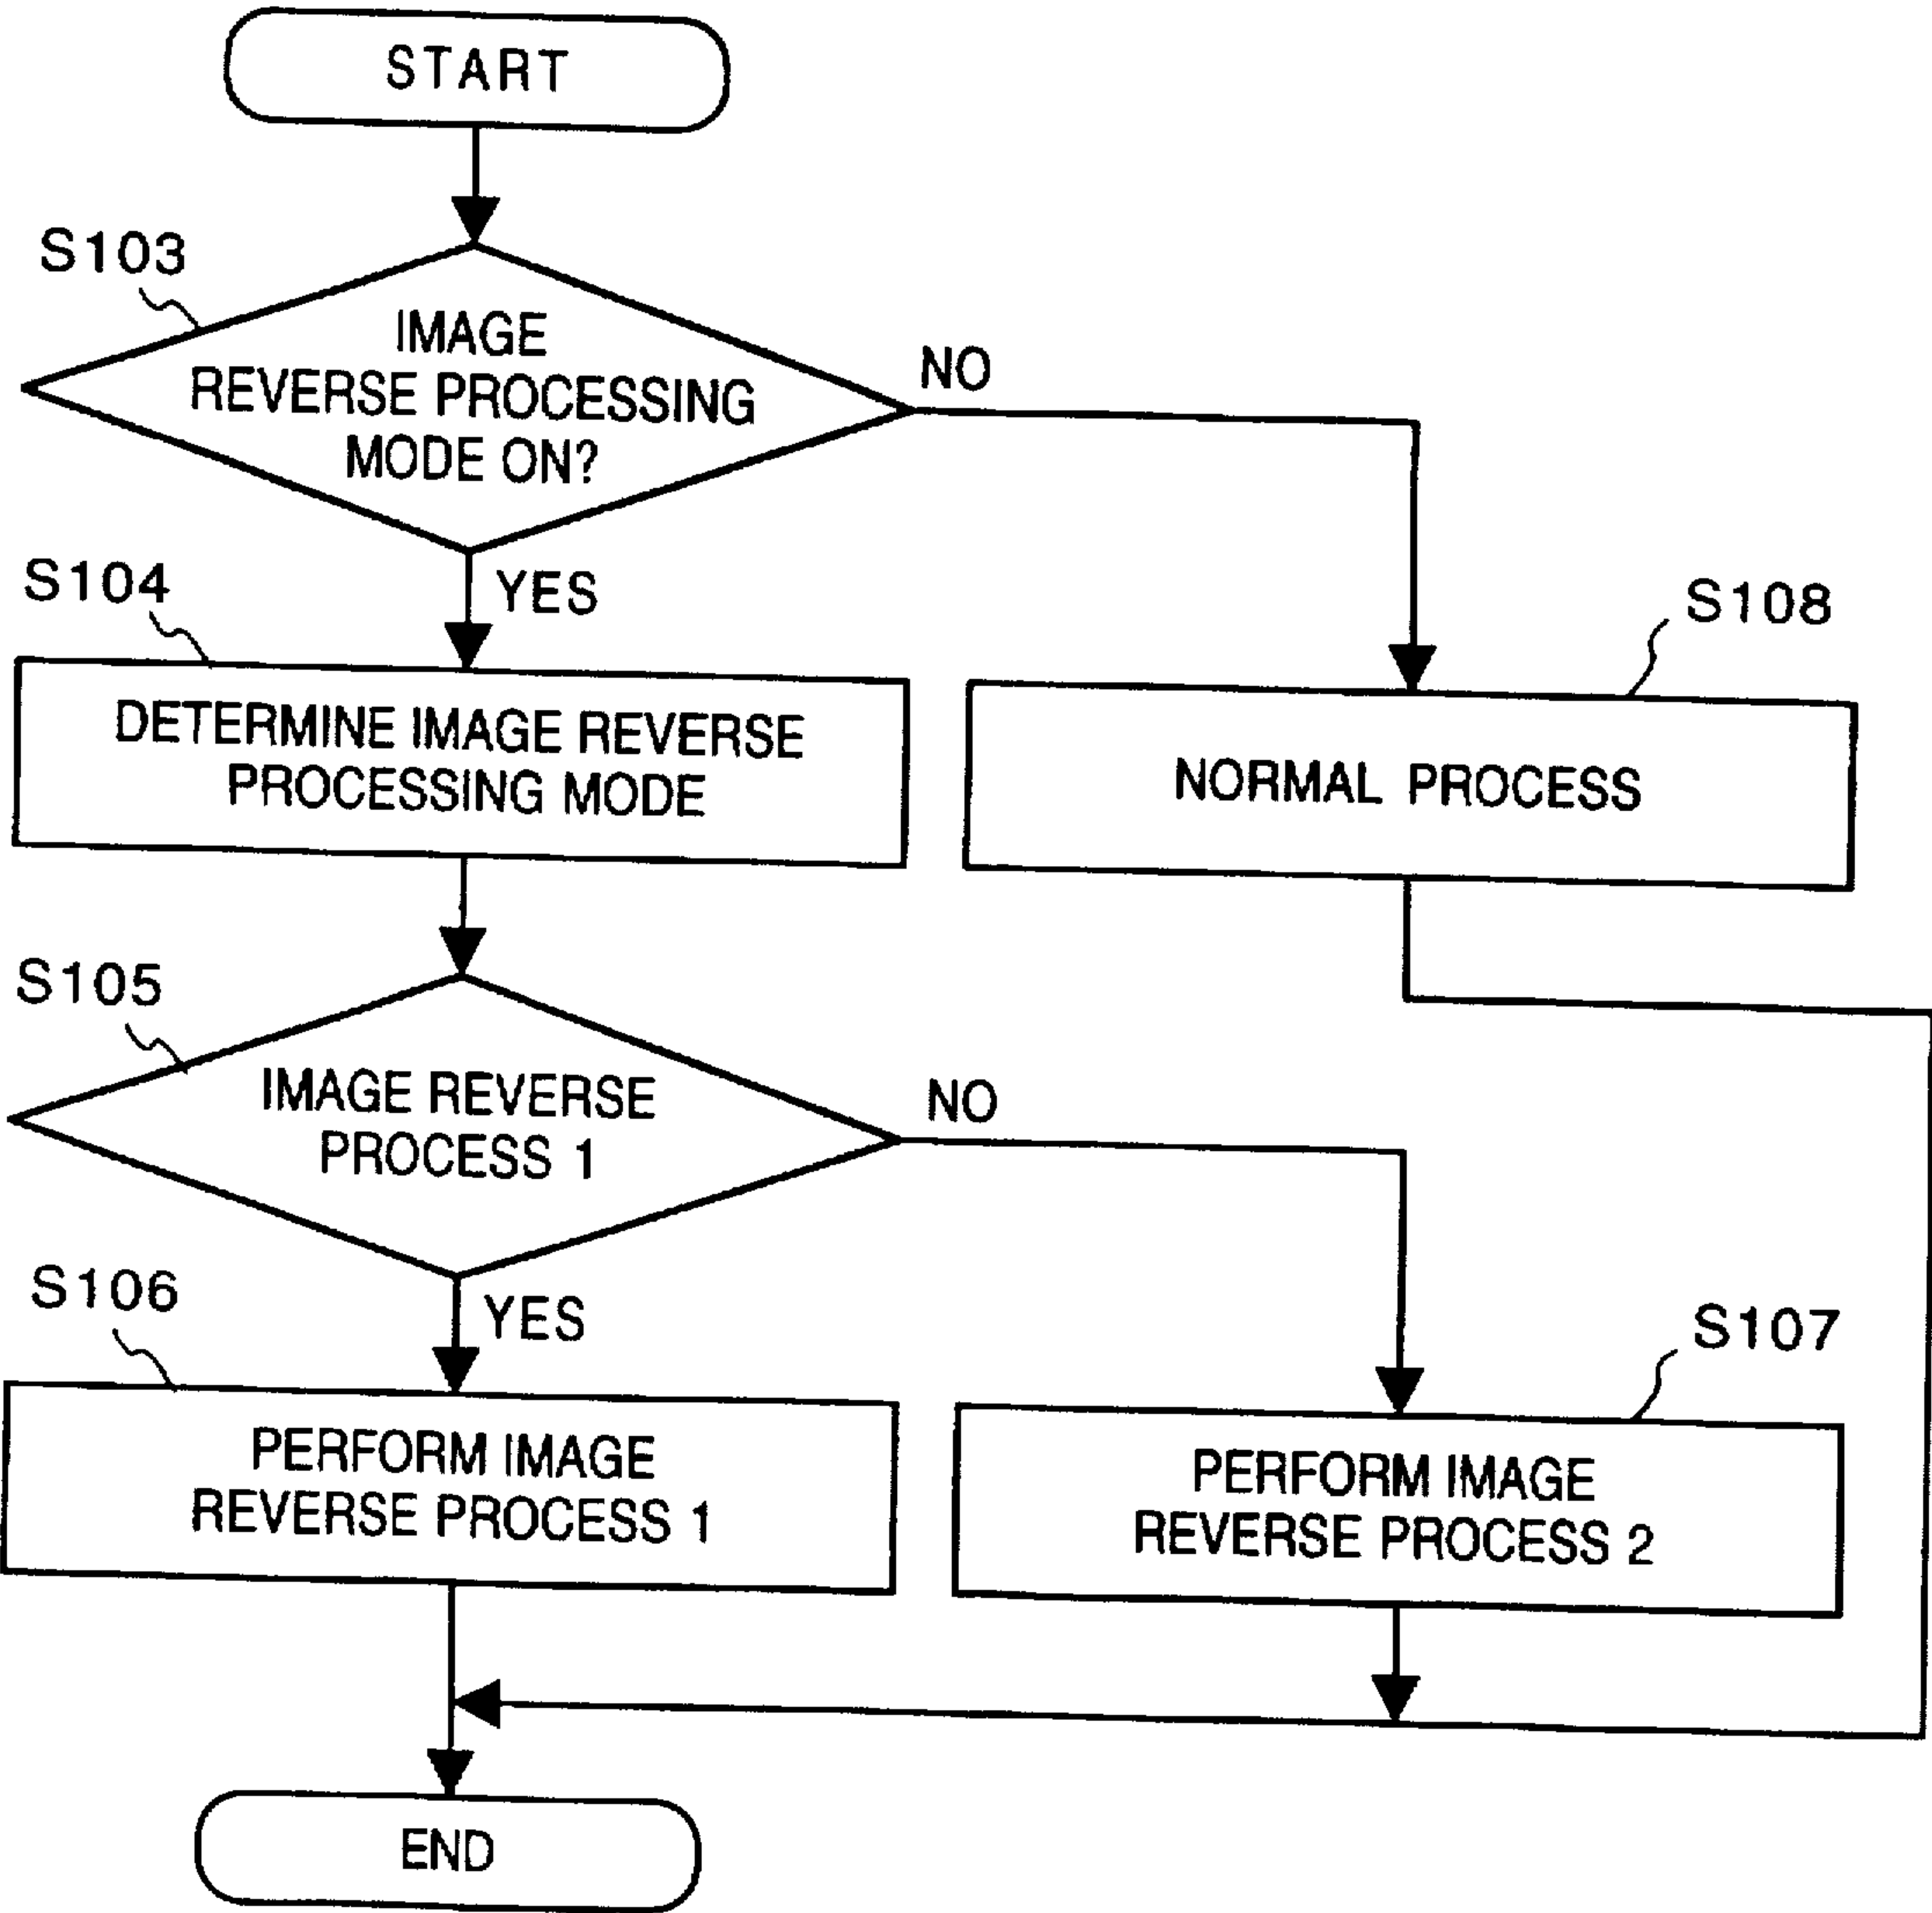 START
S103
IMAGE
REVERSE PROCESSING
MODE ON?
NO
YES
S104
DETERMINE IMAGE REVERSE
PROCESSING MODE
S108
NORMAL PROCESS
S105
IMAGE REVERSE
PROCESS 1
NO
YES
S106
PERFORM IMAGE
REVERSE PROCESS 1
S107
PERFORM IMAGE
REVERSE PROCESS 2
END